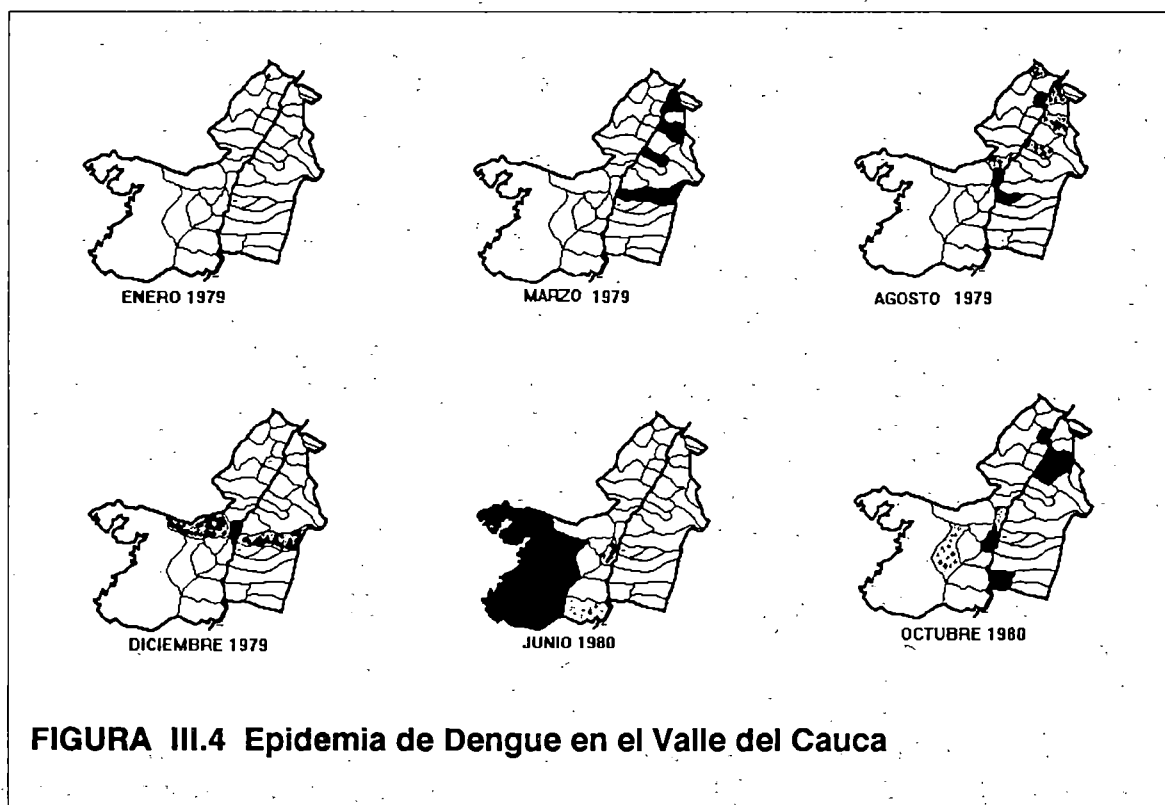 ENERO 1979
MARZO 1979
AGOSTO 1979
DICIEMBRE 1979
JUNIO 1980
OCTUBRE 1980
FIGURA III.4 Epidemia de Dengue en el Valle del Cauca